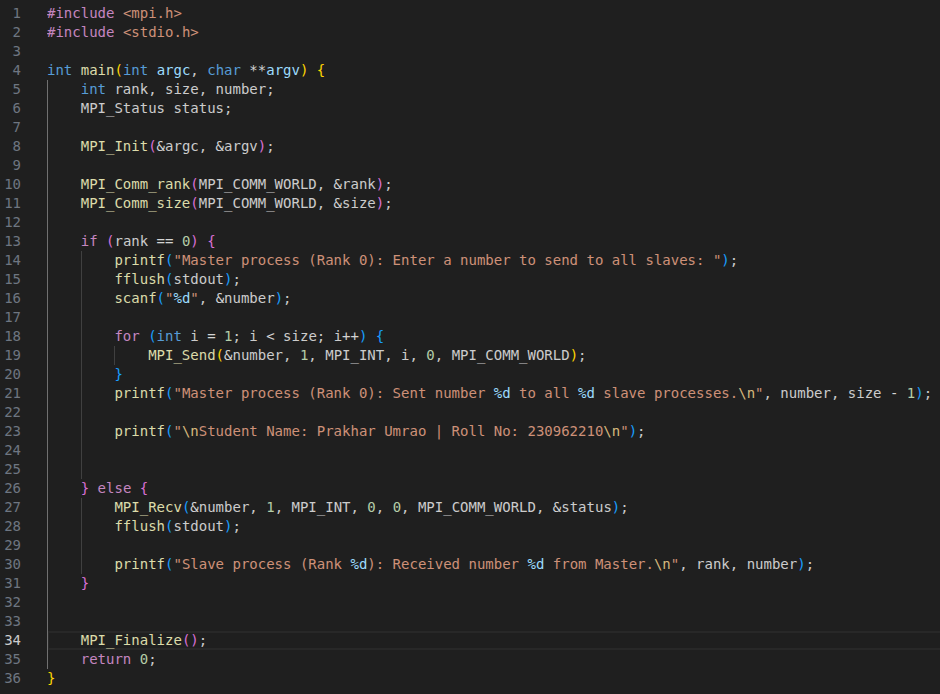 1 #include <mpi.h>
2 #include <stdio.h>
3
4 int main(int argc, char **argv) {
5     int rank, size, number;
6     MPI_Status status;
7
8     MPI_Init(&argc, &argv);
9
10     MPI_Comm_rank(MPI_COMM_WORLD, &rank);
11     MPI_Comm_size(MPI_COMM_WORLD, &size);
12
13     if (rank == 0) {
14         printf("Master process (Rank 0): Enter a number to send to all slaves: ");
15         fflush(stdout);
16         scanf("%d", &number);
17
18         for (int i = 1; i < size; i++) {
19             MPI_Send(&number, 1, MPI_INT, i, 0, MPI_COMM_WORLD);
20         }
21         printf("Master process (Rank 0): Sent number %d to all %d slave processes.\n", number, size - 1);
22
23         printf("\nStudent Name: Prakhar Umrao | Roll No: 230962210\n");
24
25
26     } else {
27         MPI_Recv(&number, 1, MPI_INT, 0, 0, MPI_COMM_WORLD, &status);
28         fflush(stdout);
29
30         printf("Slave process (Rank %d): Received number %d from Master.\n", rank, number);
31     }
32
33
34     MPI_Finalize();
35     return 0;
36 }